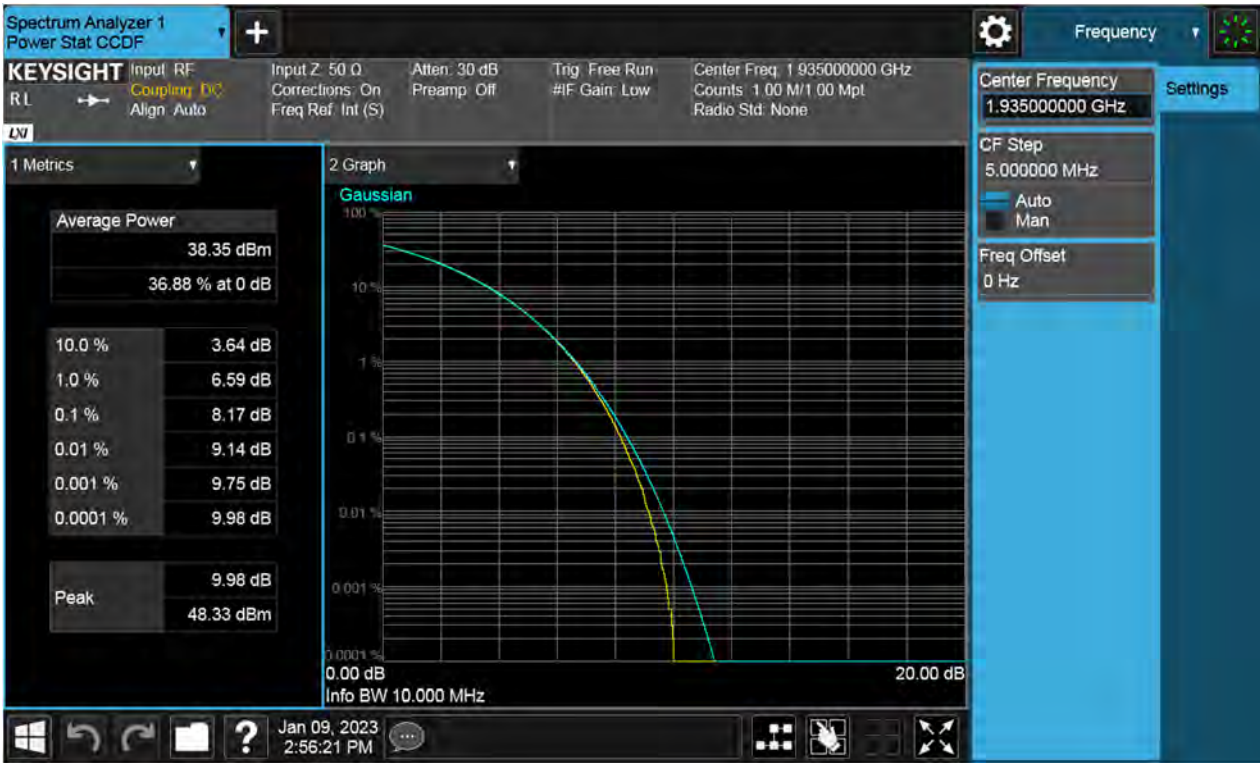 Spectrum Analyzer 1
Power Stat CCDF
+
Frequency
KEYSIGHT
RL
LXI
Input: RF
Coupling: DC
Align: Auto
Input Z: 50 Ω
Corrections: On
Freq Ref: Int (S)
Atten: 30 dB
Preamp: Off
Trig: Free Run
#IF Gain: Low
Center Freq: 1.935000000 GHz
Counts: 1.00 M/1.00 Mpt
Radio Std: None
Center Frequency
1.935000000 GHz
Settings
CF Step
5.000000 MHz
Auto
Man
Freq Offset
0 Hz
1 Metrics
Average Power
38.35 dBm
36.88 % at 0 dB
10.0 % 3.64 dB
1.0 % 6.59 dB
0.1 % 8.17 dB
0.01 % 9.14 dB
0.001 % 9.75 dB
0.0001 % 9.98 dB
Peak
9.98 dB
48.33 dBm
2 Graph
Gaussian
100 %
10 %
1 %
0.1 %
0.01 %
0.001 %
0.0001 %
0.00 dB 20.00 dB
Info BW 10.000 MHz
?
Jan 09, 2023
2:56:21 PM